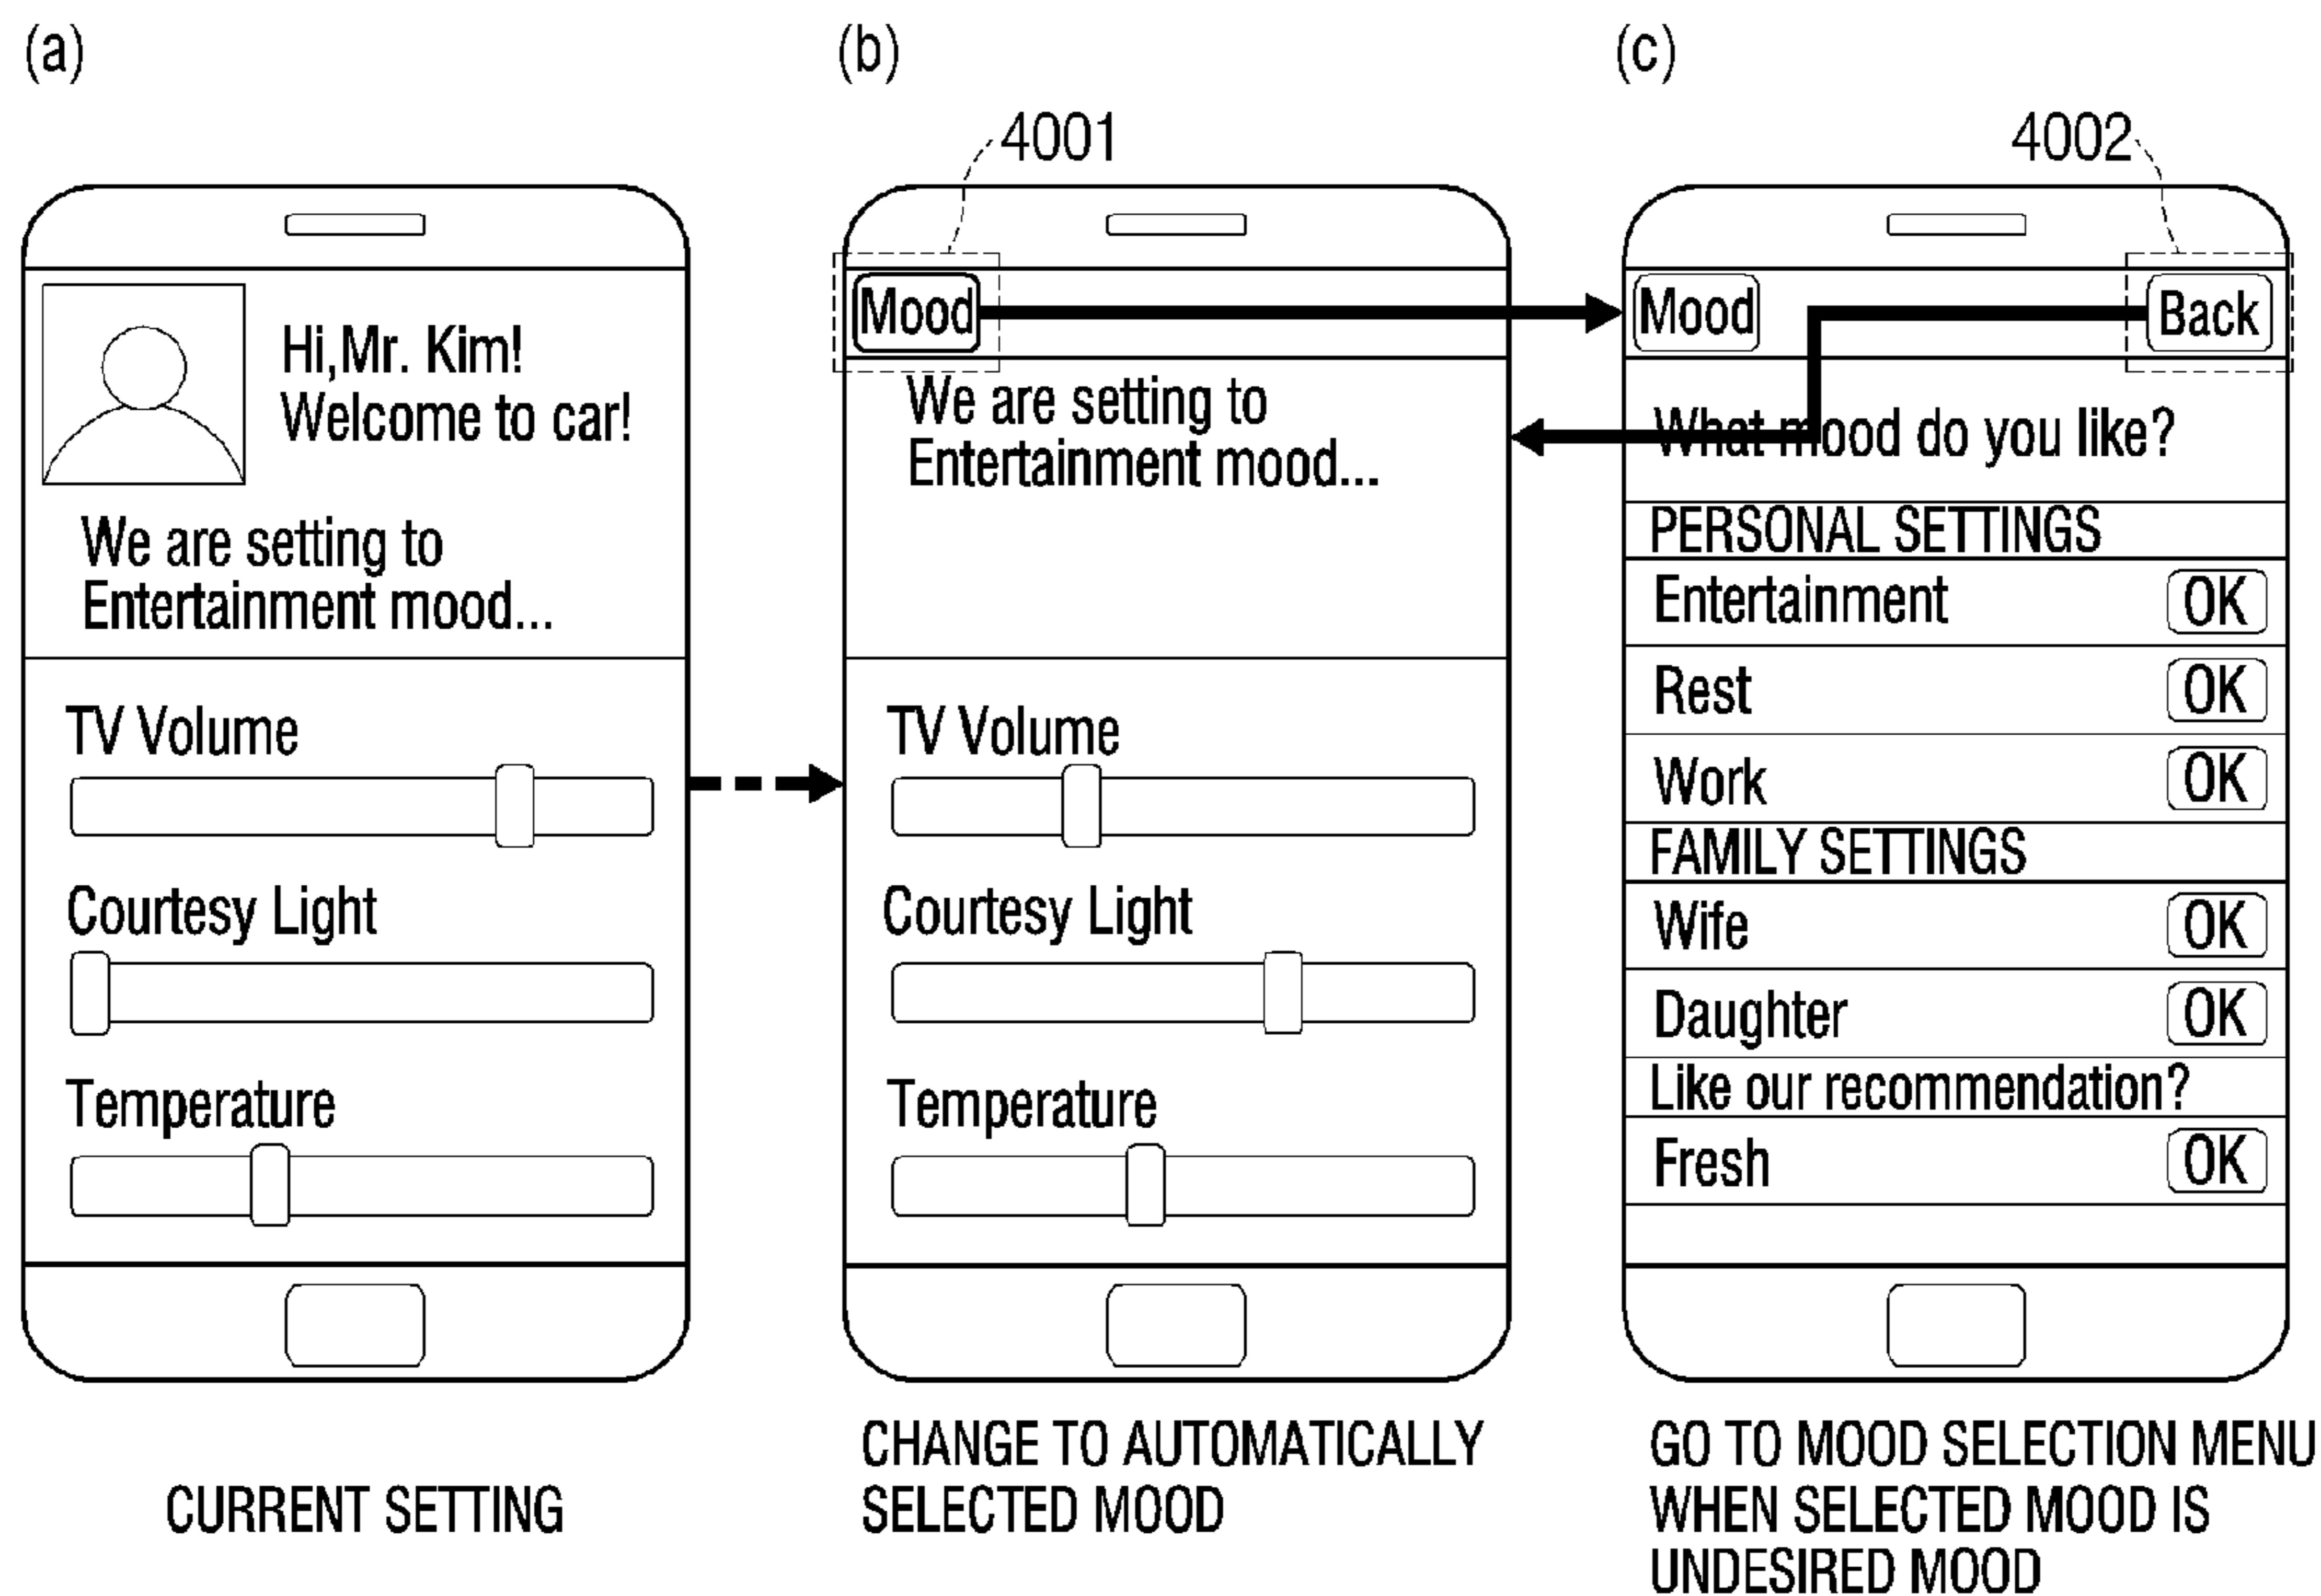 (a)
Hi,Mr. Kim!
Welcome to car!
We are setting to
Entertainment mood...
TV Volume
Courtesy Light
Temperature
CURRENT SETTING
(b)
4001
Mood
We are setting to
Entertainment mood...
TV Volume
Courtesy Light
Temperature
CHANGE TO AUTOMATICALLY
SELECTED MOOD
(c)
4002
Mood Back
What mood do you like?
PERSONAL SETTINGS
Entertainment OK
Rest OK
Work OK
FAMILY SETTINGS
Wife OK
Daughter OK
Like our recommendation?
Fresh OK
GO TO MOOD SELECTION MENU
WHEN SELECTED MOOD IS
UNDESIRED MOOD